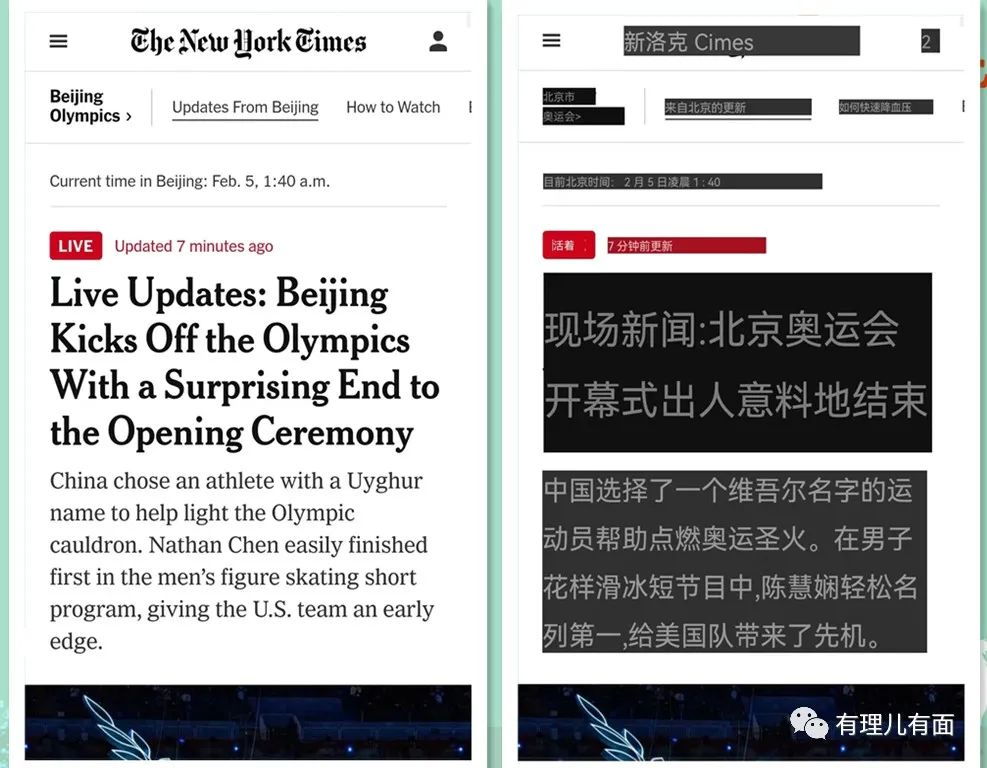 The New York Times
Beijing
Olympics >
Updates From Beijing
How to Watch
Current time in Beijing: Feb. 5, 1:40 a.m.
LIVE
Updated 7 minutes ago
Live Updates: Beijing
Kicks Off the Olympics
With a Surprising End to
the Opening Ceremony
China chose an athlete with a Uyghur
name to help light the Olympic
cauldron. Nathan Chen easily finished
first in the men's figure skating short
program, giving the U.S. team an early
edge.
新洛克 Cimes
2
北京市
奥运会>
来自北京的更新
如何快速降血压
目前北京时间: 2月5日凌晨1:40
活着
7分钟前更新
现场新闻:北京奥运会
开幕式出人意料地结束
中国选择了一个维吾尔名字的运
动员帮助点燃奥运圣火。在男子
花样滑冰短节目中,陈慧娴轻松名
列第一,给美国队带来了先机。
有理儿有面